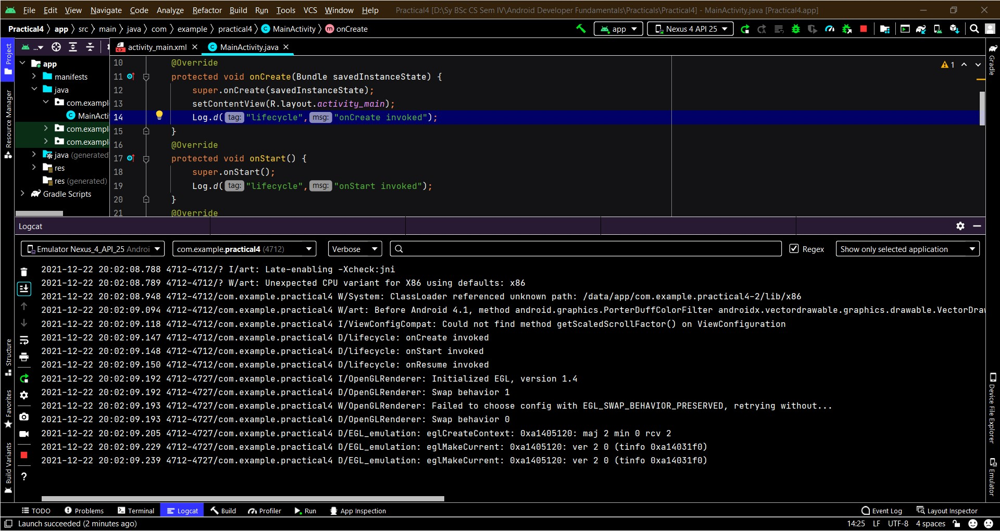 File Edit View Navigate Code Analyze Refactor Build Run Tools VCS Window Help Practical4 [D:\Sy BSc CS Sem IV\Android Developer Fundamentals\Practicals\Practical4] - MainActivity.java [Practical4.app]
Practical4 app src main java com example practical4 C MainActivity m onCreate
app Nexus 4 API 25
Project
Resource Manager
Structure
Favorites
Build Variants
...
activity_main.xml
C MainActivity.java
app
manifests
java
com.exampl
C MainActi
com.exampl
com.exampl
java (generated
res
res (generated)
Gradle Scripts
10 @Override
11 protected void onCreate(Bundle savedInstanceState) {
12 super.onCreate(savedInstanceState);
13 setContentView(R.layout.activity_main);
14 Log.d( tag: "lifecycle", msg: "onCreate invoked");
15 }
16 @Override
17 protected void onStart() {
18 super.onStart();
19 Log.d( tag: "lifecycle", msg: "onStart invoked");
20 }
21 @Override
1
Gradle
Device File Explorer
Emulator
Logcat
Emulator Nexus_4_API_25 Androi com.example.practical4 (4712) Verbose Regex Show only selected application
2021-12-22 20:02:08.788 4712-4712/? I/art: Late-enabling -Xcheck:jni
2021-12-22 20:02:08.789 4712-4712/? W/art: Unexpected CPU variant for X86 using defaults: x86
2021-12-22 20:02:08.948 4712-4712/com.example.practical4 W/System: ClassLoader referenced unknown path: /data/app/com.example.practical4-2/lib/x86
2021-12-22 20:02:09.094 4712-4712/com.example.practical4 W/art: Before Android 4.1, method android.graphics.PorterDuffColorFilter androidx.vectordrawable.graphics.drawable.VectorDraw
2021-12-22 20:02:09.118 4712-4712/com.example.practical4 I/ViewConfigCompat: Could not find method getScaledScrollFactor() on ViewConfiguration
2021-12-22 20:02:09.147 4712-4712/com.example.practical4 D/lifecycle: onCreate invoked
2021-12-22 20:02:09.148 4712-4712/com.example.practical4 D/lifecycle: onStart invoked
2021-12-22 20:02:09.150 4712-4712/com.example.practical4 D/lifecycle: onResume invoked
2021-12-22 20:02:09.192 4712-4727/com.example.practical4 I/OpenGLRenderer: Initialized EGL, version 1.4
2021-12-22 20:02:09.192 4712-4727/com.example.practical4 D/OpenGLRenderer: Swap behavior 1
2021-12-22 20:02:09.193 4712-4727/com.example.practical4 W/OpenGLRenderer: Failed to choose config with EGL_SWAP_BEHAVIOR_PRESERVED, retrying without...
2021-12-22 20:02:09.193 4712-4727/com.example.practical4 D/OpenGLRenderer: Swap behavior 0
2021-12-22 20:02:09.205 4712-4727/com.example.practical4 D/EGL_emulation: eglCreateContext: 0xa1405120: maj 2 min 0 rcv 2
2021-12-22 20:02:09.229 4712-4727/com.example.practical4 D/EGL_emulation: eglMakeCurrent: 0xa1405120: ver 2 0 (tinfo 0xa14031f0)
2021-12-22 20:02:09.239 4712-4727/com.example.practical4 D/EGL_emulation: eglMakeCurrent: 0xa1405120: ver 2 0 (tinfo 0xa14031f0)
?
TODO Problems Terminal Logcat Build Profiler Run App Inspection Event Log Layout Inspector
Launch succeeded (2 minutes ago) 14:25 LF UTF-8 4 spaces